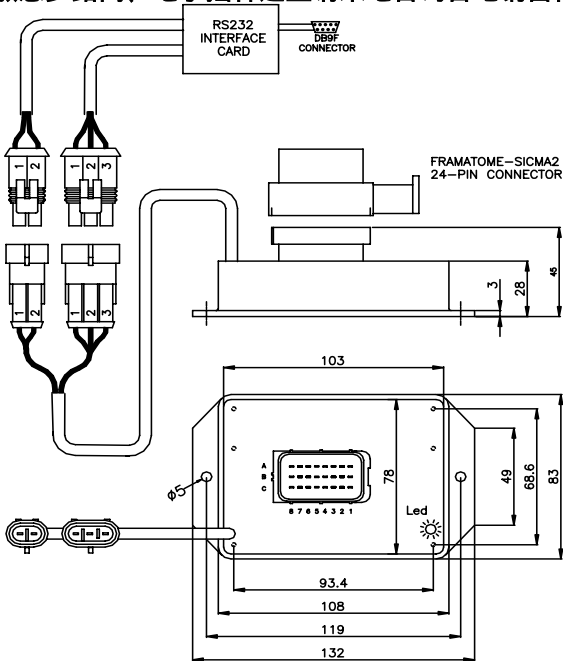 RS232
INTERFACE
CARD
DB9F
CONNECTOR
1 2
1 2 3
FRAMATOME-SICMA2
24-PIN CONNECTOR
1 2
1 2 3
3
28
45
103
A
B
C
8 7 6 5 4 3 2 1
Led
ø5
78
49
68.6
83
93.4
108
119
132